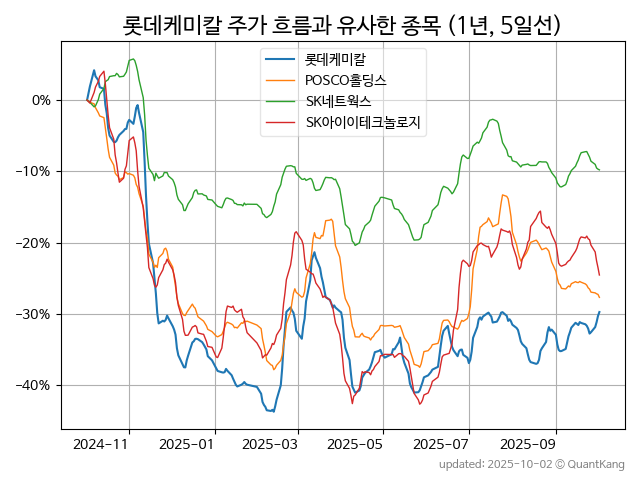 롯데케미칼 주가 흐름과 유사한 종목 (1년, 5일선)
롯데케미칼
POSCO홀딩스
SK네트웍스
SK아이이테크놀로지
0%
−10%
−20%
−30%
−40%
2024-11
2025-01
2025-03
2025-05
2025-07
2025-09
updated: 2025-10-02 © QuantKang